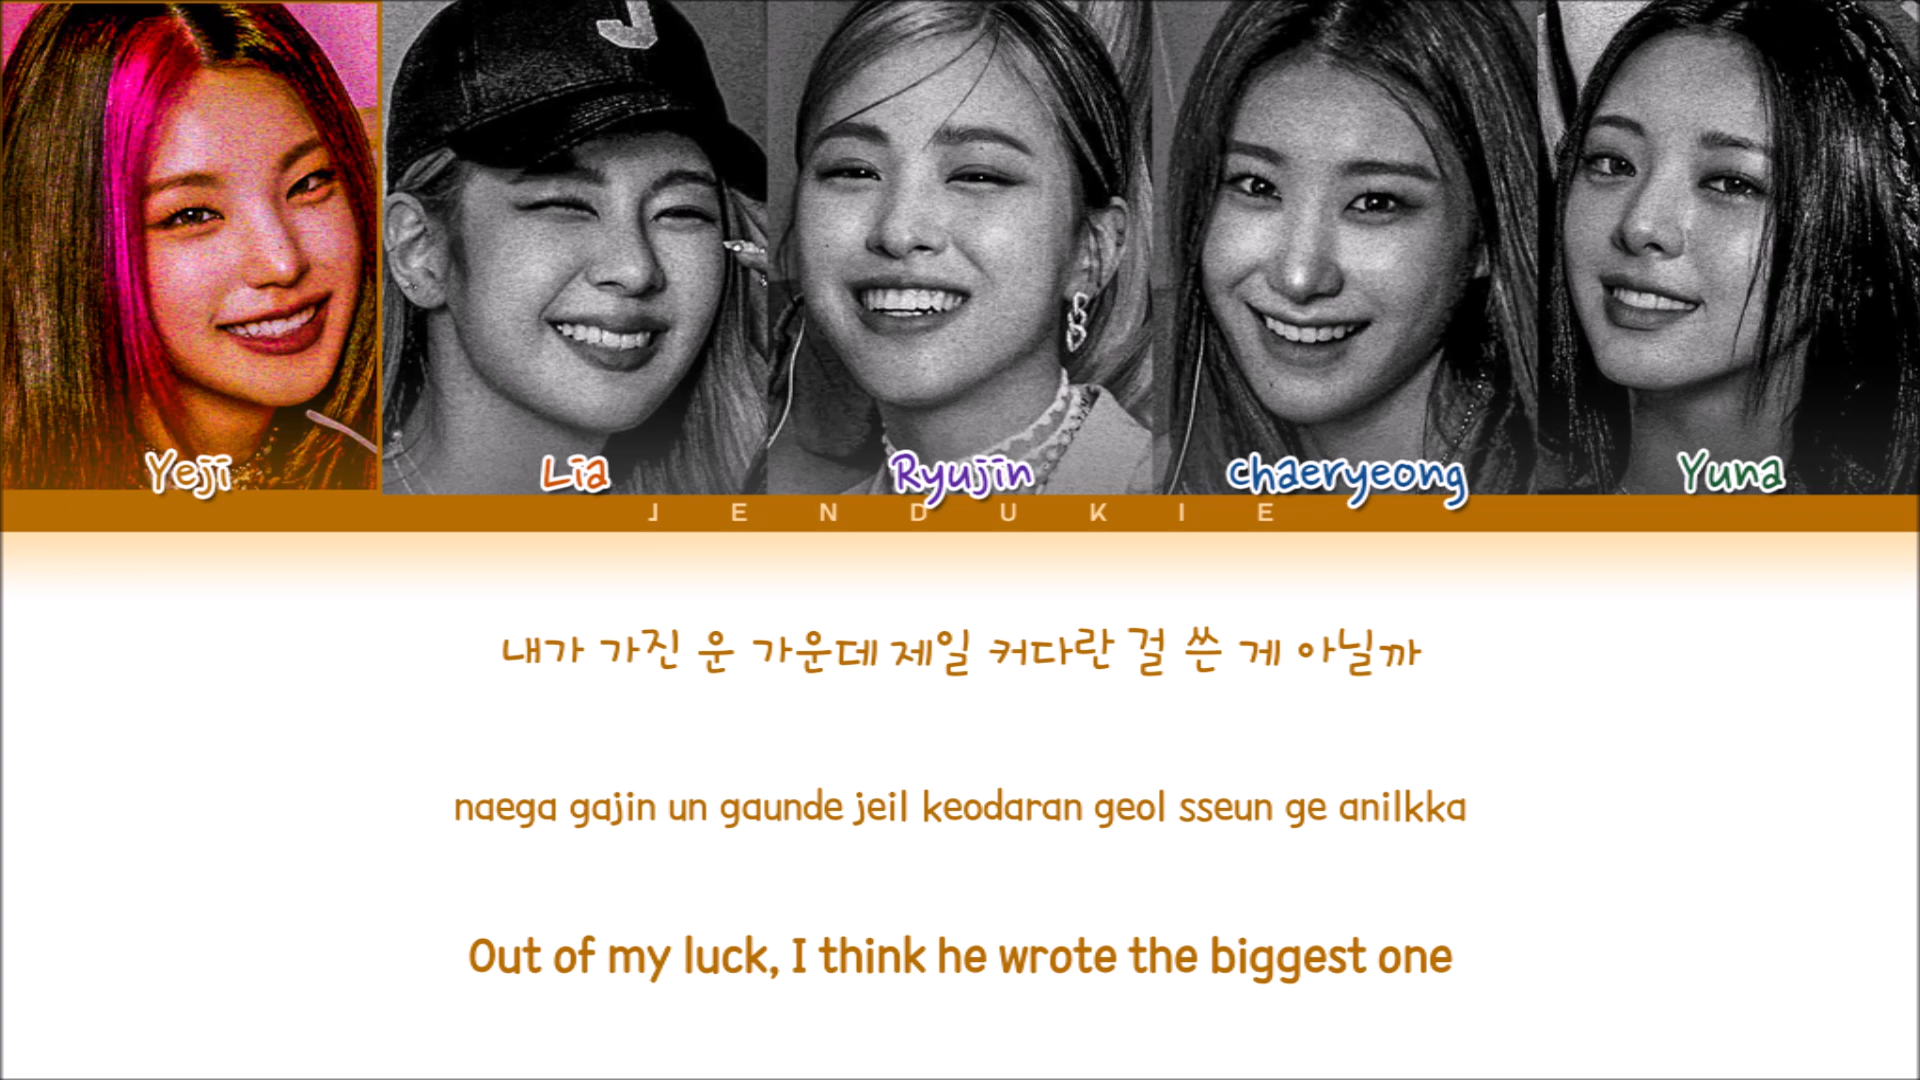 J
Yeji
Lia
Ryujin
chaeryeong
Yuna
JENDUKIE
내가 가진 운 가운데 제일 커다란 걸 쓴 게 아닐까
naega gajin un gaunde jeil keodaran geol sseun ge anilkka
Out of my luck, I think he wrote the biggest one